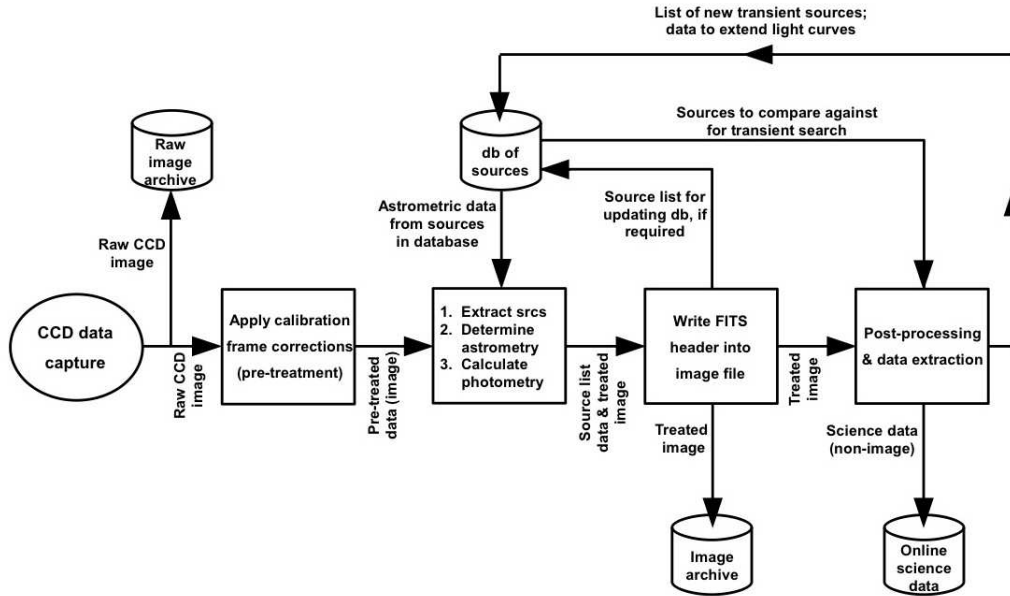 List of new transient sources;
data to extend light curves
Raw
image
archive
db of
sources
Sources to compare against
for transient search
Astrometric data
from sources
in database
Source list for
updating db, if
required
Raw CCD
image
CCD data
capture
Raw CCD
image
Apply calibration
frame corrections
(pre-treatment)
Pre-treated
data (image)
1. Extract srcs
2. Determine
astrometry
3. Calculate
photometry
Source list
data & treated
image
Write FITS
header into
image file
Treated
image
Post-processing
& data extraction
Treated
image
Science data
(non-image)
Image
archive
Online
science
data